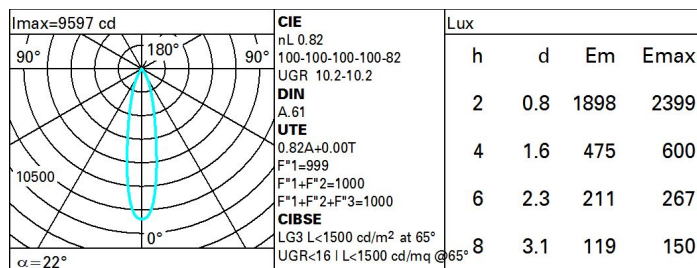 Imax=9597 cd
90° 180° 90°
10500
0°
α=22°
CIE
nL 0.82
100-100-100-100-82
UGR 10.2-10.2
DIN
A.61
UTE
0.82A+0.00T
F"1=999
F"1+F"2=1000
F"1+F"2+F"3=1000
CIBSE
LG3 L<1500 cd/m² at 65°
UGR<16 | L<1500 cd/mq @65°
Lux
h d Em Emax
2 0.8 1898 2399
4 1.6 475 600
6 2.3 211 267
8 3.1 119 150